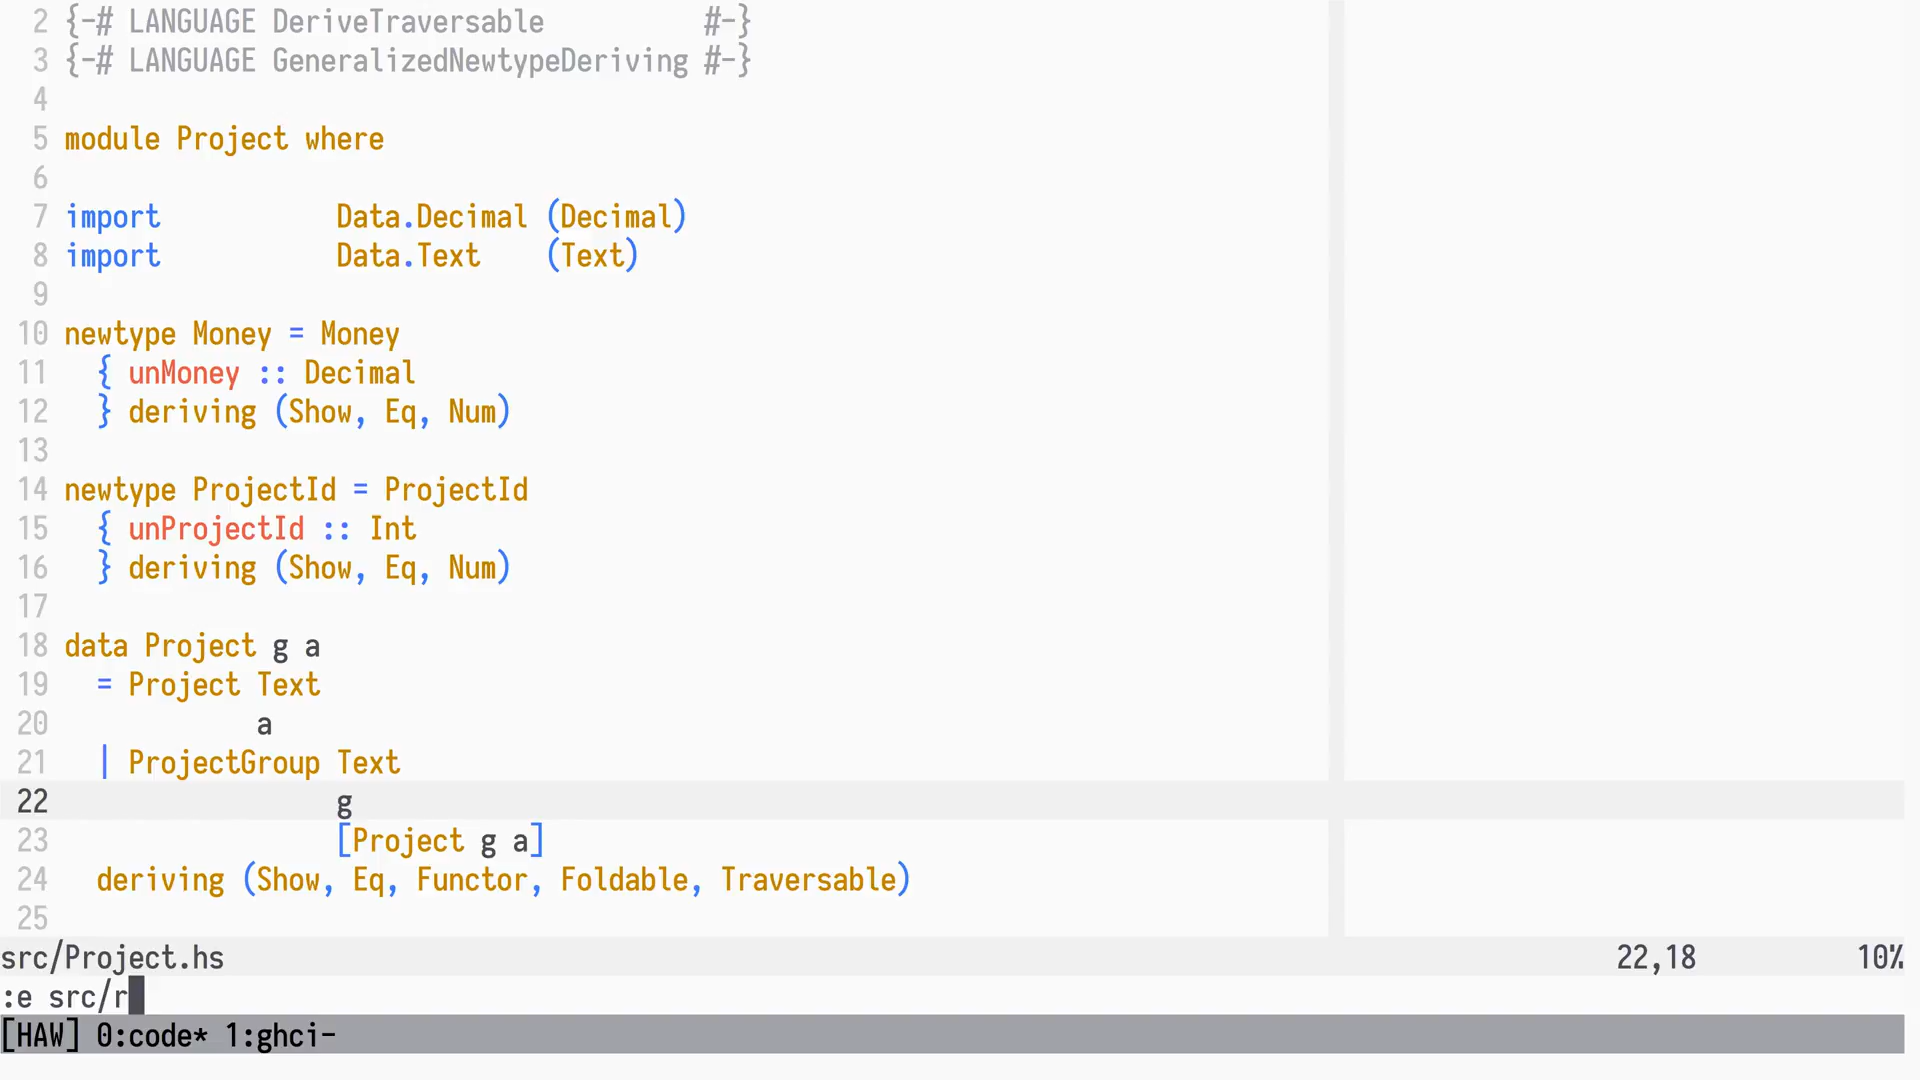 2 {-# LANGUAGE DeriveTraversable          #-}
3 {-# LANGUAGE GeneralizedNewtypeDeriving #-}
4
5 module Project where
6
7 import           Data.Decimal (Decimal)
8 import           Data.Text    (Text)
9
10 newtype Money = Money
11   { unMoney :: Decimal
12   } deriving (Show, Eq, Num)
13
14 newtype ProjectId = ProjectId
15   { unProjectId :: Int
16   } deriving (Show, Eq, Num)
17
18 data Project g a
19   = Project Text
20             a
21   | ProjectGroup Text
22                  g
23                  [Project g a]
24   deriving (Show, Eq, Functor, Foldable, Traversable)
25
src/Project.hs 22,18 10%
:e src/r
[HAW] 0:code* 1:ghci-